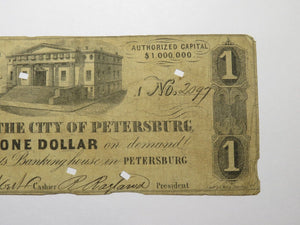 AUTHORIZED CAPITAL
$1,000,000
1
No. 2097
THE CITY OF PETERSBURG,
ONE DOLLAR on demand
Banking house in PETERSBURG
1
Cashier President